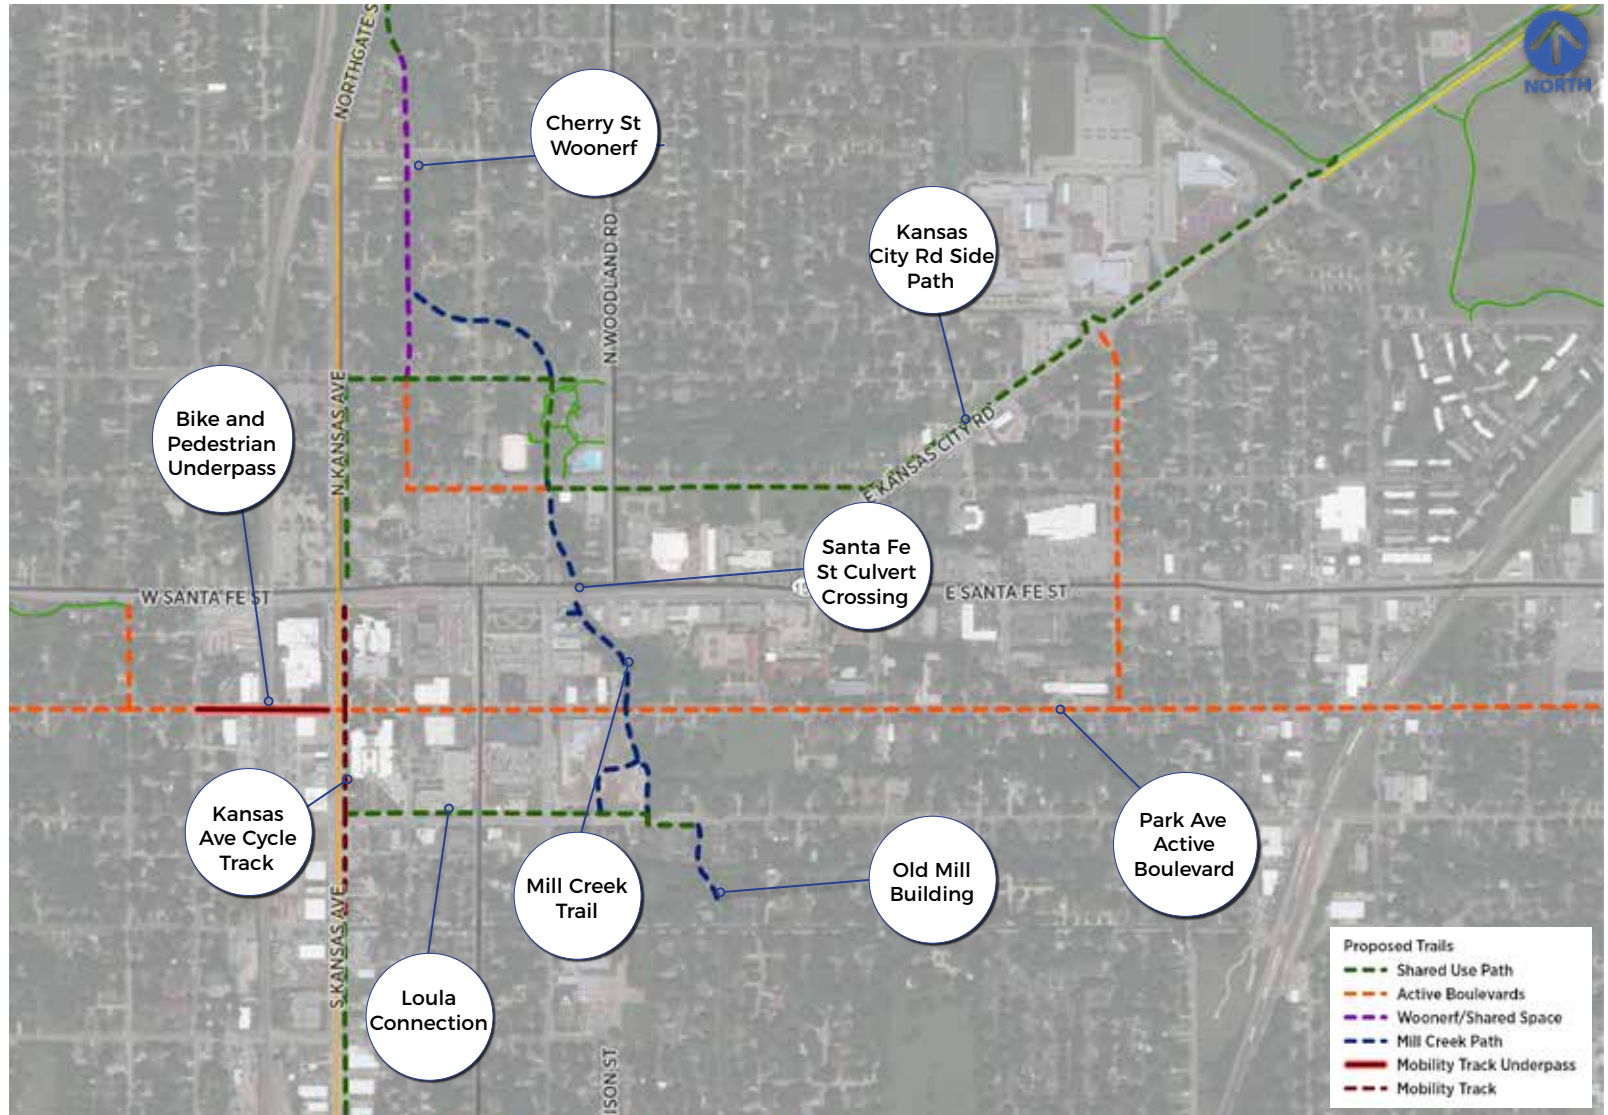 NORTHGATE S
NORTH
Cherry St
Woonerf
N.WOODLAND RD
Kansas
City Rd Side
Path
N KANSAS AVE
Bike and
Pedestrian
Underpass
E KANSAS CITY RD
Santa Fe
St Culvert
Crossing
W SANTA FE ST
E SANTA FE ST
Kansas
Ave Cycle
Track
Mill Creek
Trail
Old Mill
Building
Park Ave
Active
Boulevard
S KANSAS AVE
Loula
Connection
ISON ST
Proposed Trails
Shared Use Path
Active Boulevards
Woonerf/Shared Space
Mill Creek Path
Mobility Track Underpass
Mobility Track